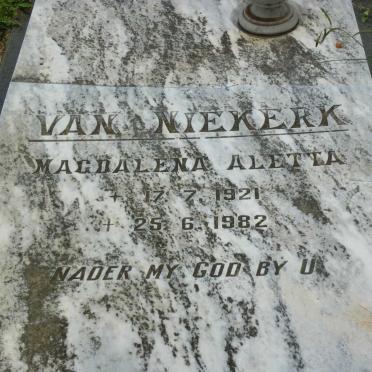 VAN NIEKERK
MAGDALENA ALETTA
+ 17. 7. 1921
+ 25. 6. 1982
NADER MY GOD BY U